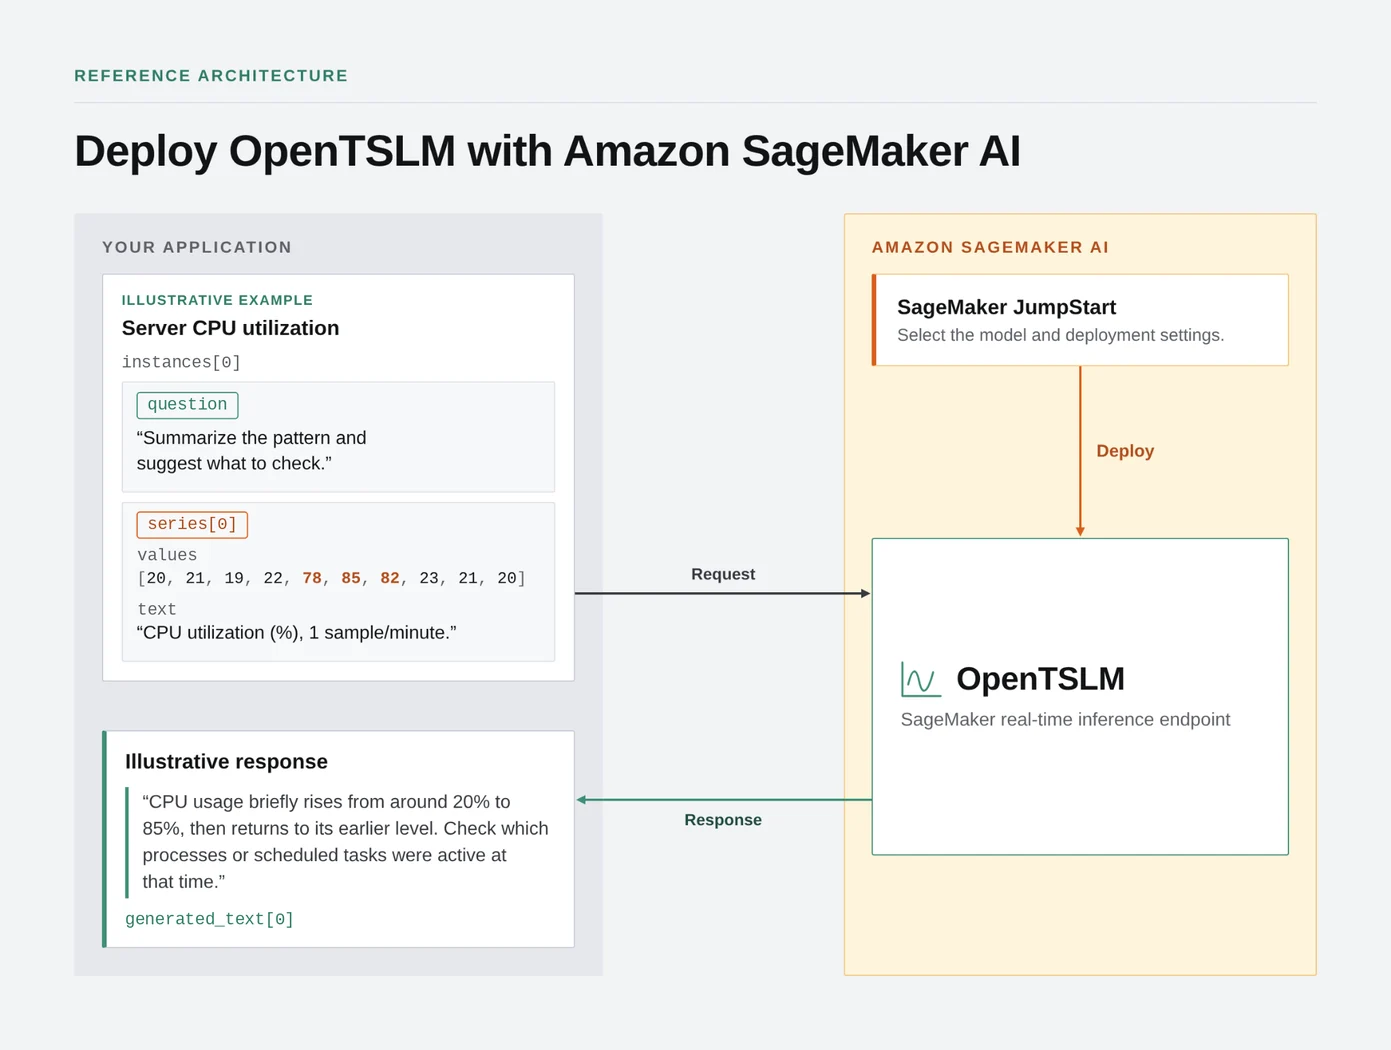 REFERENCE ARCHITECTURE
Deploy OpenTSLM with Amazon SageMaker AI
YOUR APPLICATION
ILLUSTRATIVE EXAMPLE
Server CPU utilization
instances[0]
question
“Summarize the pattern and
suggest what to check.”
series[0]
values
[20, 21, 19, 22, 78, 85, 82, 23, 21, 20]
text
“CPU utilization (%), 1 sample/minute.”
Illustrative response
“CPU usage briefly rises from around 20% to
85%, then returns to its earlier level. Check which
processes or scheduled tasks were active at
that time.”
generated_text[0]
Request
Response
AMAZON SAGEMAKER AI
SageMaker JumpStart
Select the model and deployment settings.
Deploy
OpenTSLM
SageMaker real-time inference endpoint